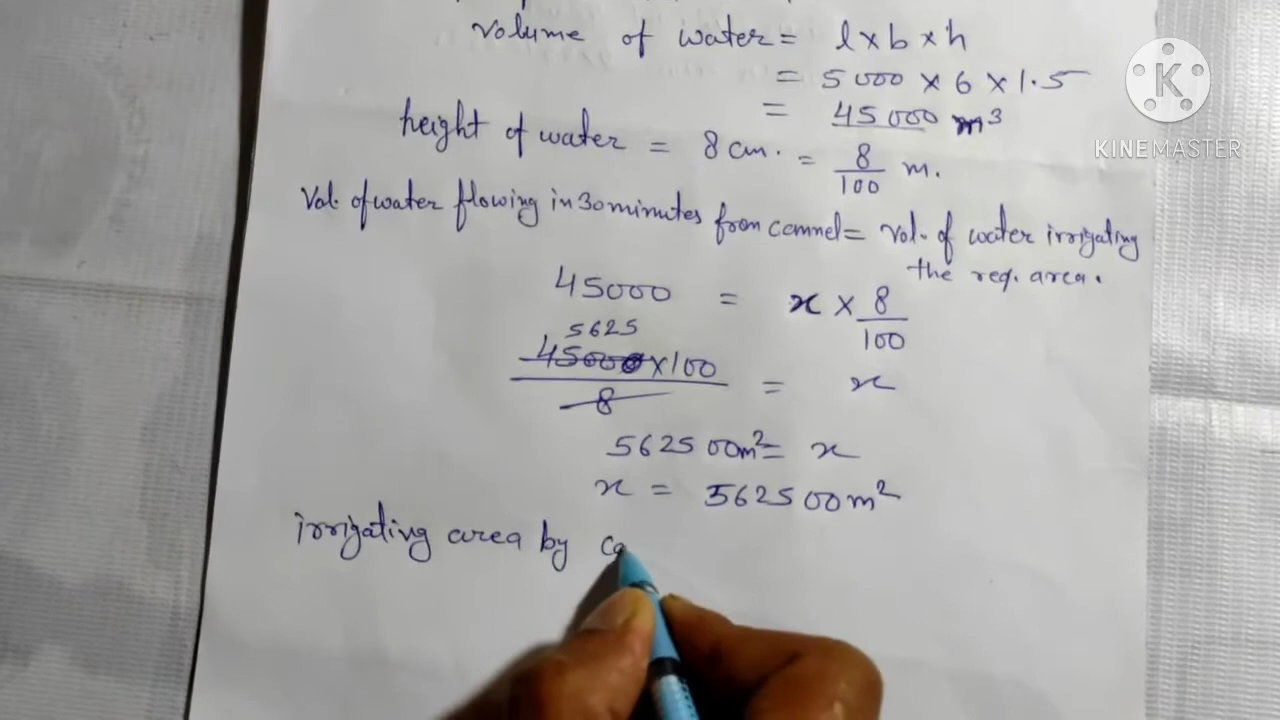 volume of water = l x b x h
= 5000 x 6 x 1.5
= 45000 m³
height of water = 8 cm. = 8/100 m.
Vol. of water flowing in 30 minutes from cannel = vol. of water irrigating
the req. area.
45000 = x × 8/100
5625
45000 x 100 / 8 = x
562500 m² = x
x = 562500 m²
irrigating area by ca
K
KINEMASTER